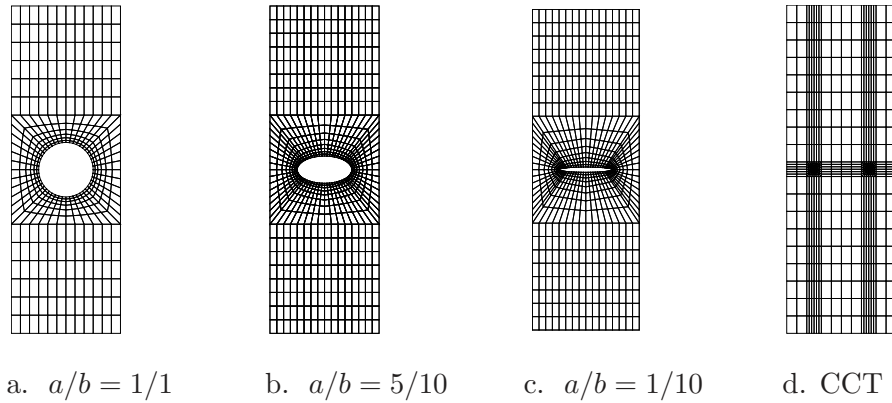 a. a/b = 1/1 b. a/b = 5/10 c. a/b = 1/10 d. CCT